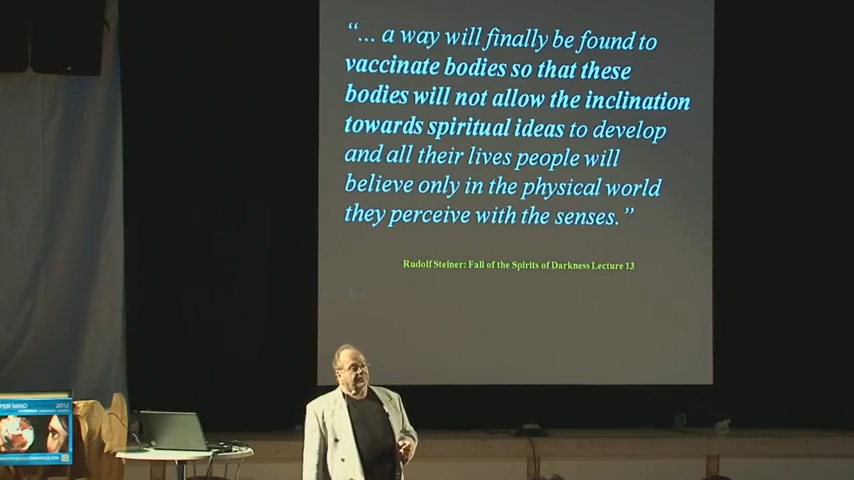 “... a way will finally be found to
vaccinate bodies so that these
bodies will not allow the inclination
towards spiritual ideas to develop
and all their lives people will
believe only in the physical world
they perceive with the senses.”
Rudolf Steiner: Fall of the Spirits of Darkness Lecture 13
MIND
2012